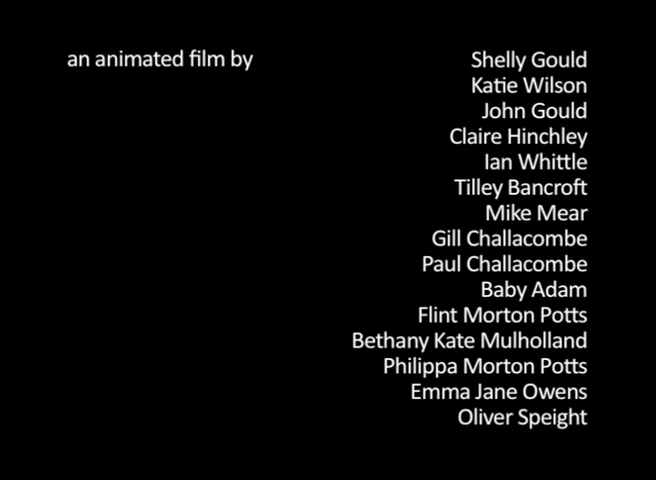 an animated film by
Shelly Gould
Katie Wilson
John Gould
Claire Hinchley
Ian Whittle
Tilley Bancroft
Mike Mear
Gill Challacombe
Paul Challacombe
Baby Adam
Flint Morton Potts
Bethany Kate Mulholland
Philippa Morton Potts
Emma Jane Owens
Oliver Speight